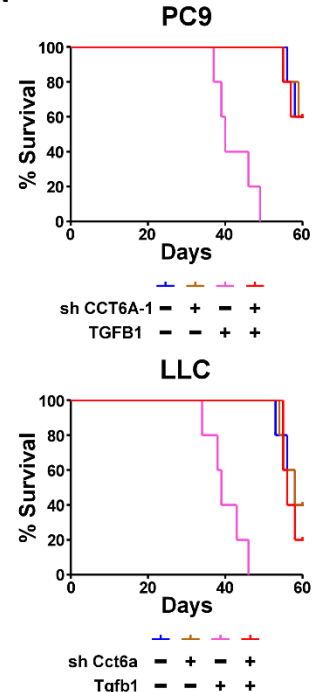 PC9
% Survival
100
80
60
40
20
0
0 20 40 60
Days
sh CCT6A-1 − + − +
TGFB1 − − + +
LLC
% Survival
100
80
60
40
20
0
0 20 40 60
Days
sh Cct6a − + − +
Tgfb1 − − + +